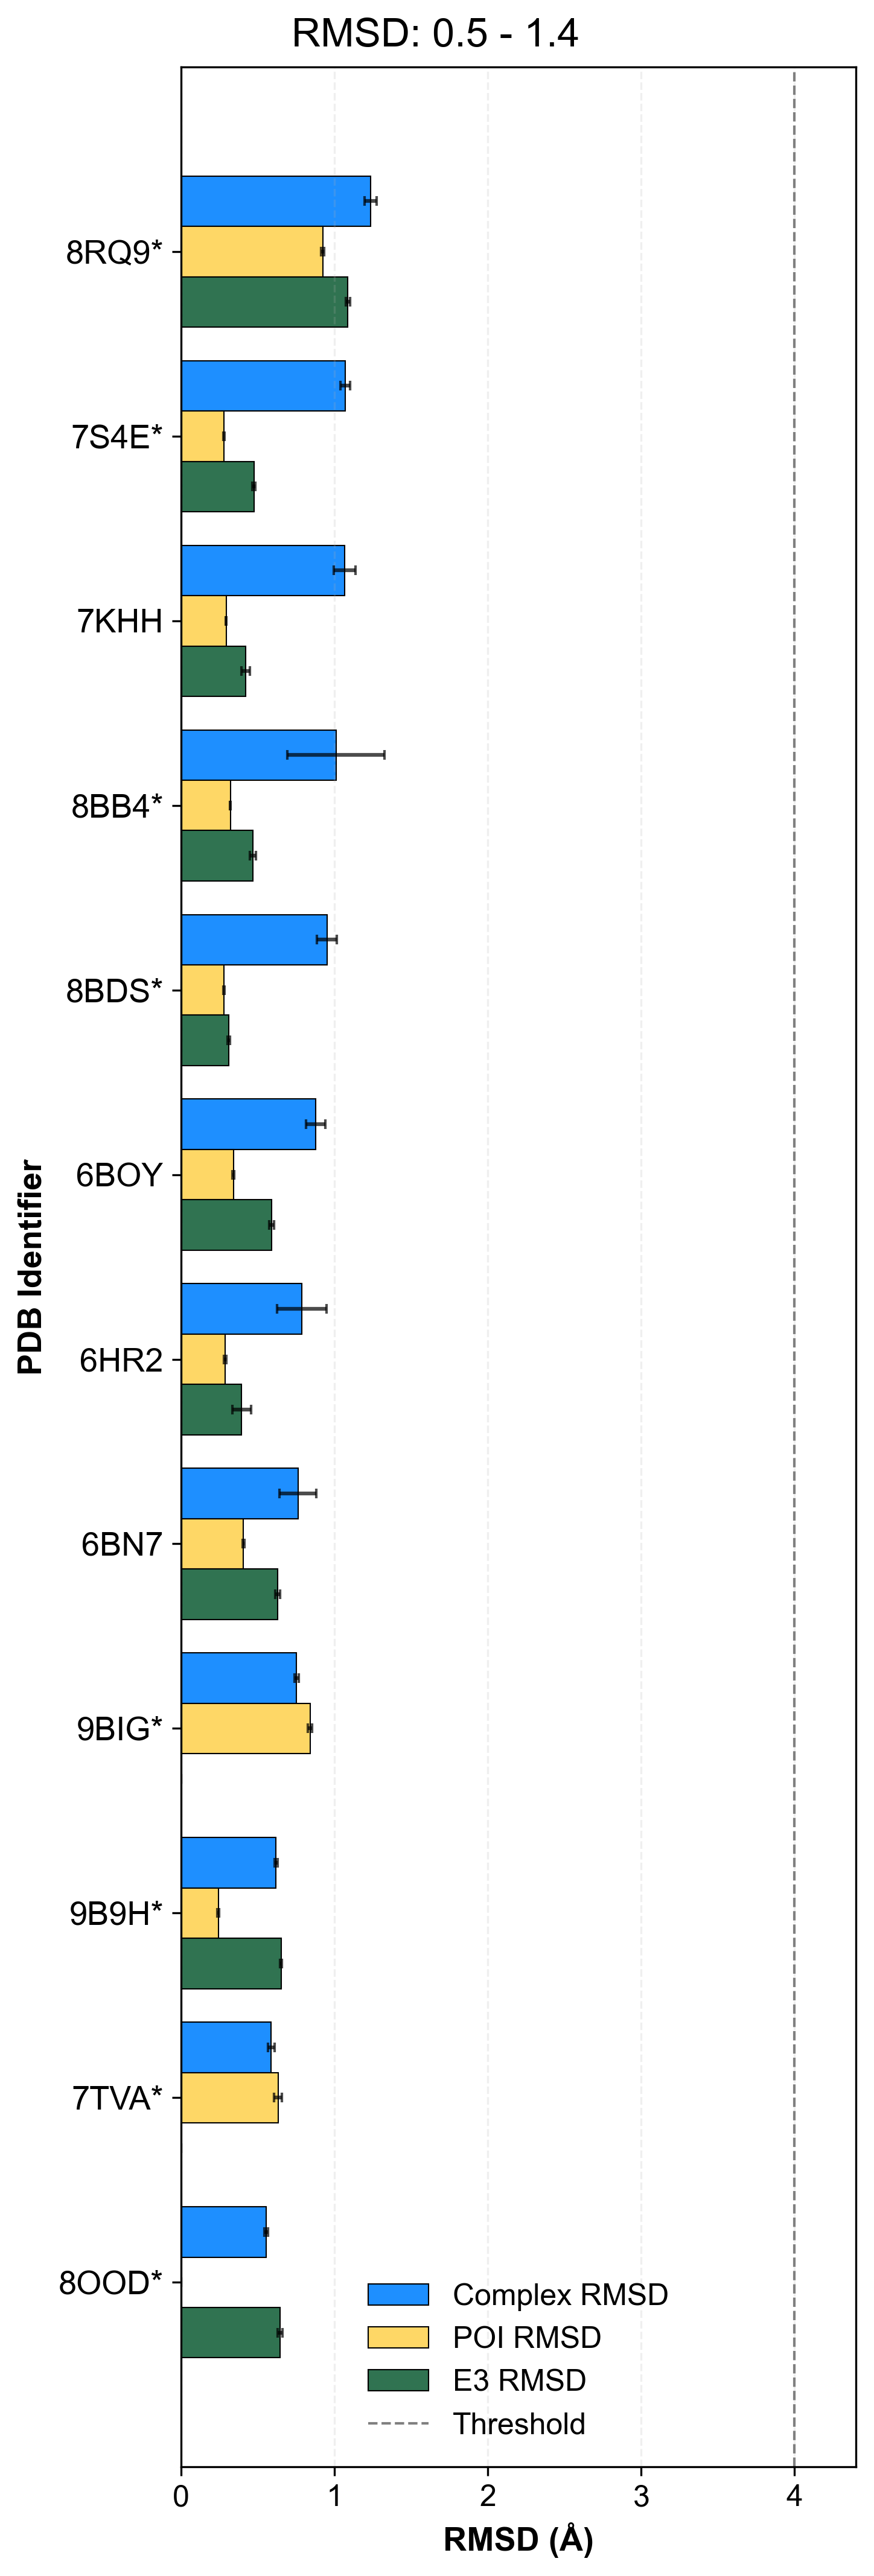 RMSD: 0.5 - 1.4
8RQ9*
7S4E*
7KHH
8BB4*
8BDS*
6BOY
6HR2
6BN7
9BIG*
9B9H*
7TVA*
8OOD*
PDB Identifier
Complex RMSD
POI RMSD
E3 RMSD
Threshold
0 1 2 3 4
RMSD (Å)